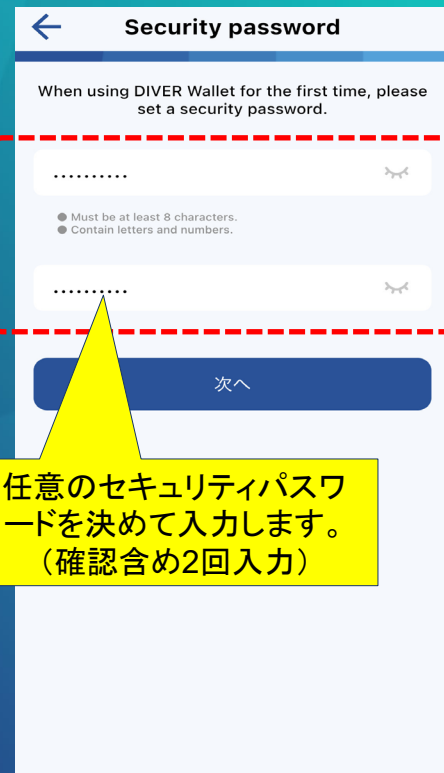 Security password
When using DIVER Wallet for the first time, please
set a security password.
..........
● Must be at least 8 characters.
● Contain letters and numbers.
..........
次へ
任意のセキュリティパスワ
ードを決めて入力します。
（確認含め2回入力）